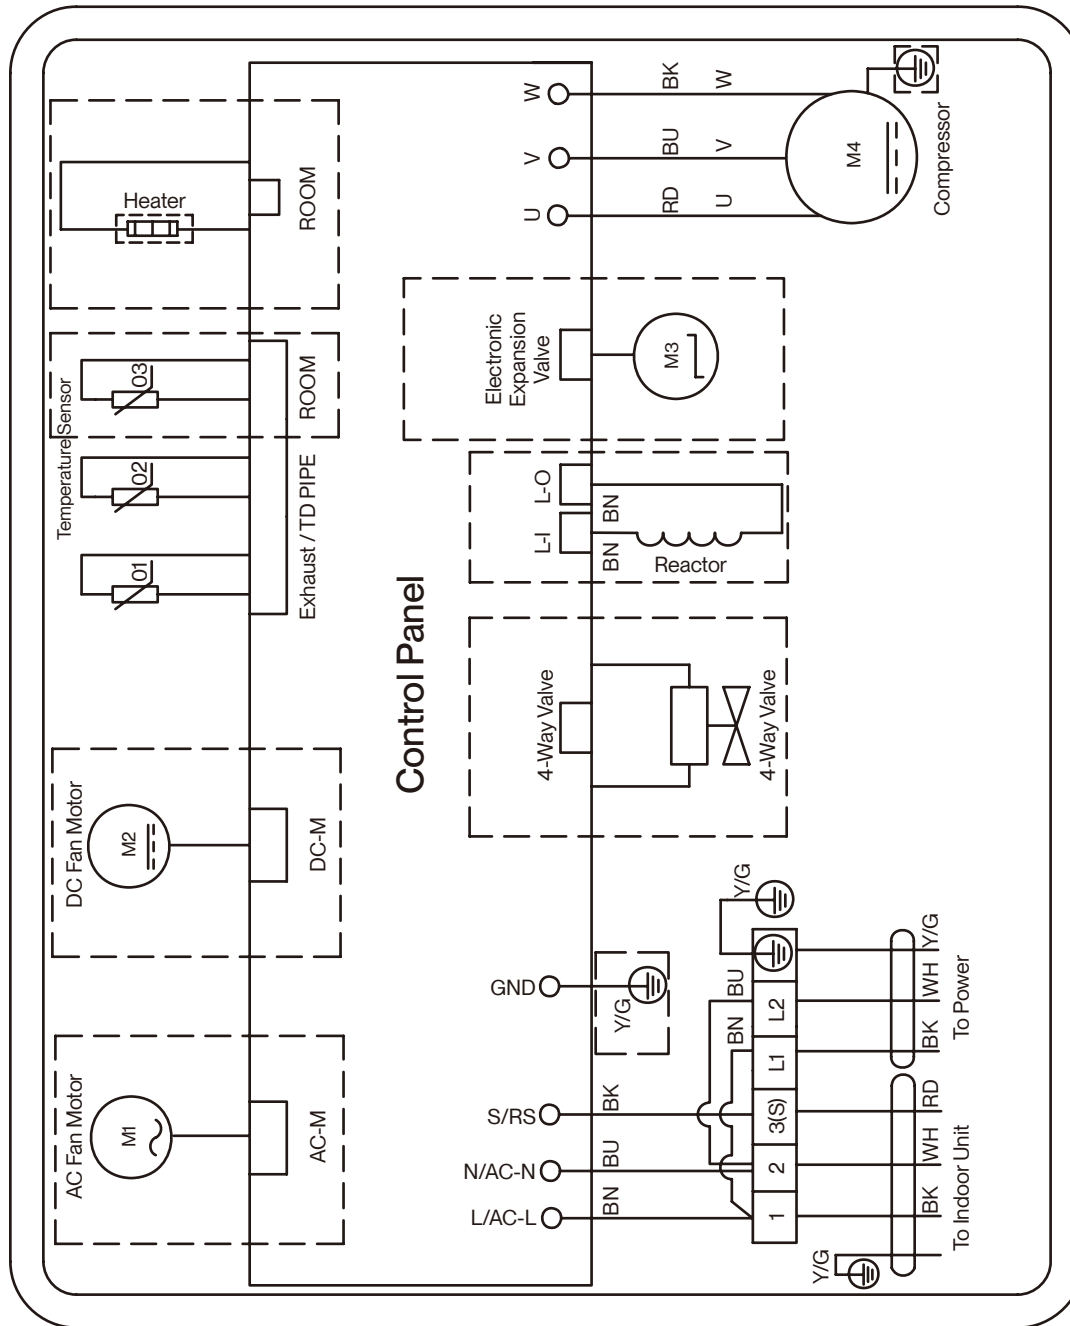 Heater
ROOM
Temperature Sensor
03
02
01
ROOM
Exhaust / TD PIPE
DC Fan Motor
M2
DC-M
AC Fan Motor
M1
AC-M
Control Panel
W
BK
W
V
BU
V
U
RD
U
M4
Compressor
Electronic
Expansion
Valve
M3
L-O
BN
L-I
BN
Reactor
4-Way Valve
4-Way Valve
GND
Y/G
S/RS
BK
N/AC-N
BU
L/AC-L
BN
Y/G
BU
BN
L2
L1
3(S)
2
1
Y/G
WH
BK
To Power
RD
WH
BK
To Indoor Unit
Y/G